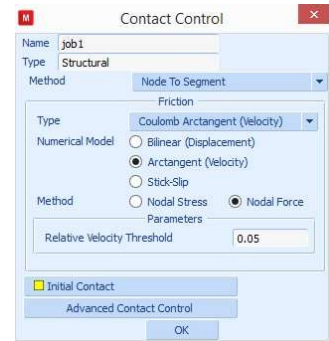 M Contact Control ×
Name job1
Type Structural
Method Node To Segment
Friction
Type Coulomb Arctangent (Velocity)
Numerical Model Bilinear (Displacement)
Arctangent (Velocity)
Stick-Slip
Method Nodal Stress Nodal Force
Parameters
Relative Velocity Threshold 0.05
Initial Contact
Advanced Contact Control
OK